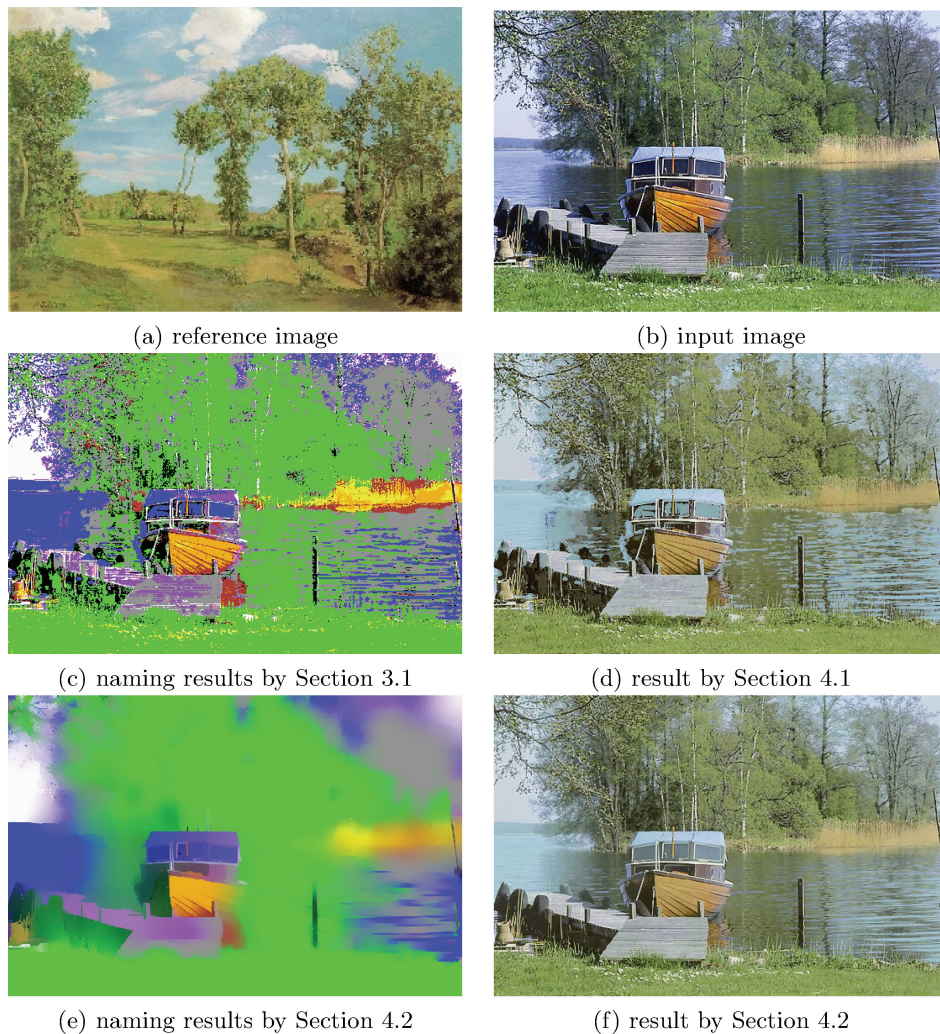 (a) reference image
(b) input image
(c) naming results by Section 3.1
(d) result by Section 4.1
(e) naming results by Section 4.2
(f) result by Section 4.2